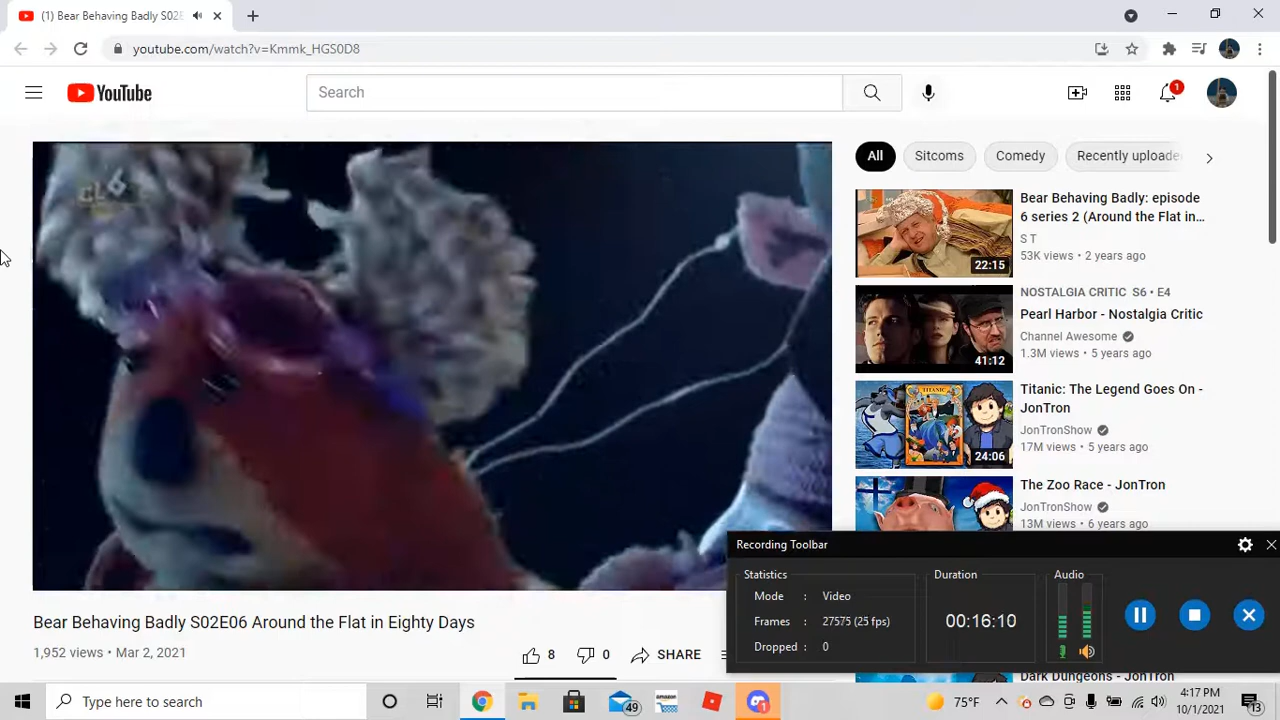 (1) Bear Behaving Badly S02E
youtube.com/watch?v=Kmmk_HGS0D8
YouTube
Search
1
All
Sitcoms
Comedy
Recently uploade
Bear Behaving Badly: episode
6 series 2 (Around the Flat in...
S T
53K views • 2 years ago
22:15
NOSTALGIA CRITIC S6 • E4
Pearl Harbor - Nostalgia Critic
Channel Awesome
1.3M views • 5 years ago
41:12
Titanic: The Legend Goes On -
JonTron
JonTronShow
17M views • 5 years ago
TITANIC
24:06
The Zoo Race - JonTron
JonTronShow
13M views • 6 years ago
Recording Toolbar
Statistics
Mode : Video
Frames : 27575 (25 fps)
Dropped : 0
Duration
00:16:10
Audio
Dark Dungeons - JonTron
Bear Behaving Badly S02E06 Around the Flat in Eighty Days
1,952 views • Mar 2, 2021
8
0
SHARE
Type here to search
49
amazon
75°F
4:17 PM
10/1/2021
13